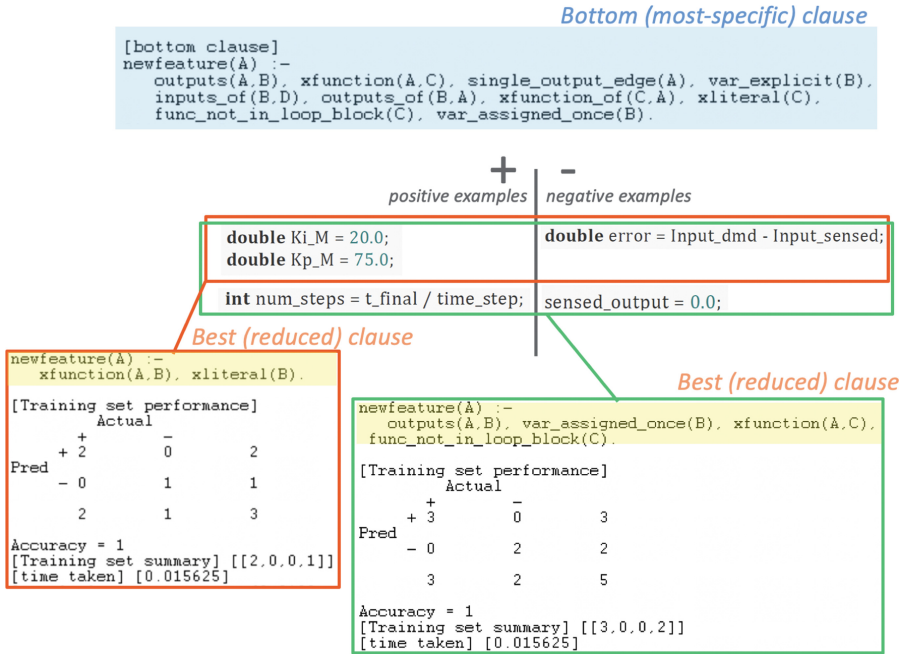 Bottom (most-specific) clause
[bottom clause]
newfeature(A) :-
outputs(A,B), xfunction(A,C), single_output_edge(A), var_explicit(B),
inputs_of(B,D), outputs_of(B,A), xfunction_of(C,A), xliteral(C),
func_not_in_loop_block(C), var_assigned_once(B).
+ -
positive examples negative examples
double Ki_M = 20.0; double error = Input_dmd - Input_sensed;
double Kp_M = 75.0;
int num_steps = t_final / time_step; sensed_output = 0.0;
Best (reduced) clause
newfeature(A) :-
xfunction(A,B), xliteral(B).
[Training set performance]
Actual
+ -
+ 2 0 2
Pred
- 0 1 1
2 1 3
Accuracy = 1
[Training set summary] [[2,0,0,1]]
[time taken] [0.015625]
Best (reduced) clause
newfeature(A) :-
outputs(A,B), var_assigned_once(B), xfunction(A,C),
func_not_in_loop_block(C).
[Training set performance]
Actual
+ -
+ 3 0 3
Pred
- 0 2 2
3 2 5
Accuracy = 1
[Training set summary] [[3,0,0,2]]
[time taken] [0.015625]